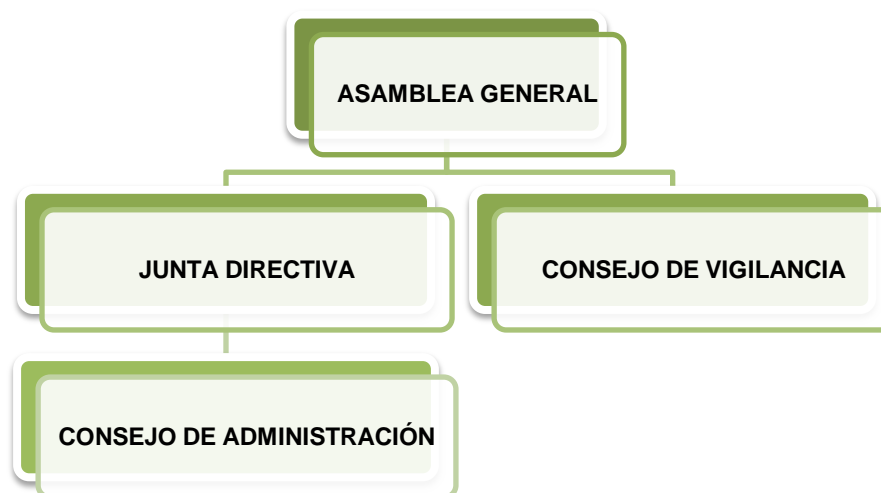 ASAMBLEA GENERAL
JUNTA DIRECTIVA
CONSEJO DE VIGILANCIA
CONSEJO DE ADMINISTRACIÓN